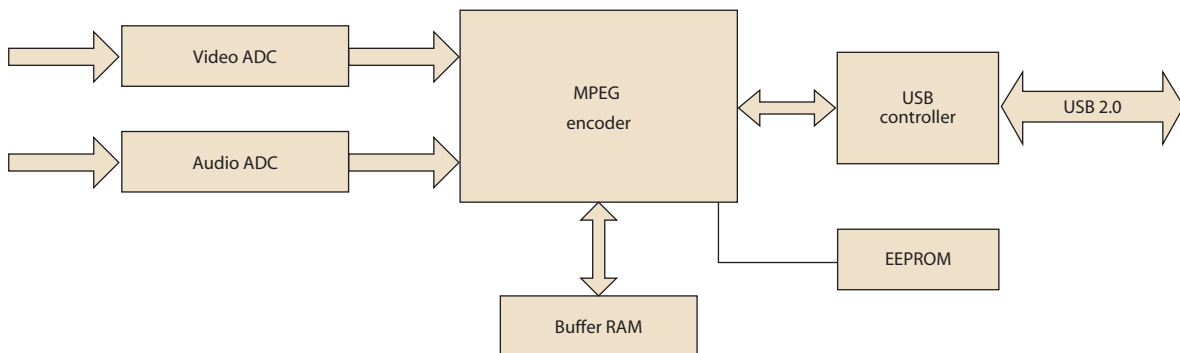 Video ADC
Audio ADC
MPEG
encoder
USB
controller
USB 2.0
EEPROM
Buffer RAM